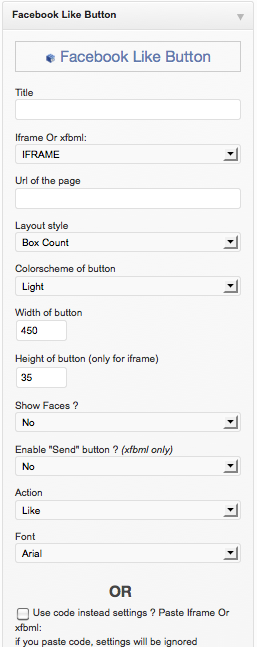 Facebook Like Button
Facebook Like Button
Title
Iframe Or xfbml:
IFRAME
Url of the page
Layout style
Box Count
Colorscheme of button
Light
Width of button
450
Height of button (only for iframe)
35
Show Faces ?
No
Enable "Send" button ? (xfbml only)
No
Action
Like
Font
Arial
OR
Use code instead settings ? Paste Iframe Or
xfbml:
if you paste code, settings will be ignored